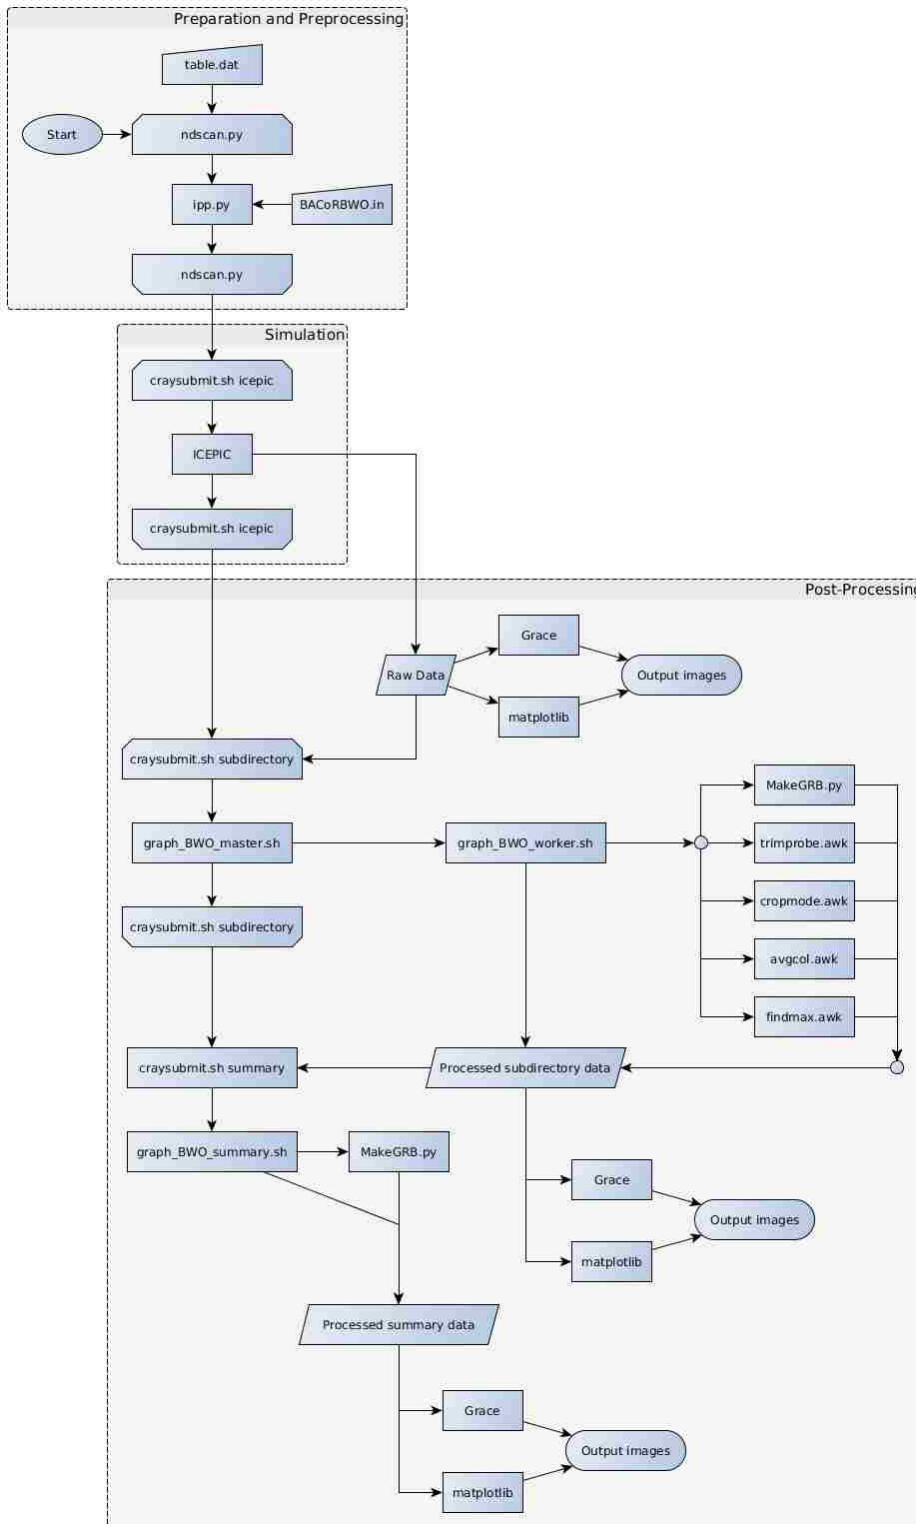 Preparation and Preprocessing
table.dat
Start
ndscan.py
ipp.py
BACoRBWO.in
ndscan.py
Simulation
craysubmit.sh icepic
ICEPIC
craysubmit.sh icepic
Post-Processing
Grace
Raw Data
Output images
matplotlib
craysubmit.sh subdirectory
MakeGRB.py
graph_BWO_master.sh
graph_BWO_worker.sh
trimprobe.awk
cropmode.awk
craysubmit.sh subdirectory
avgcol.awk
findmax.awk
craysubmit.sh summary
Processed subdirectory data
graph_BWO_summary.sh
MakeGRB.py
Grace
Output images
matplotlib
Processed summary data
Grace
Output images
matplotlib